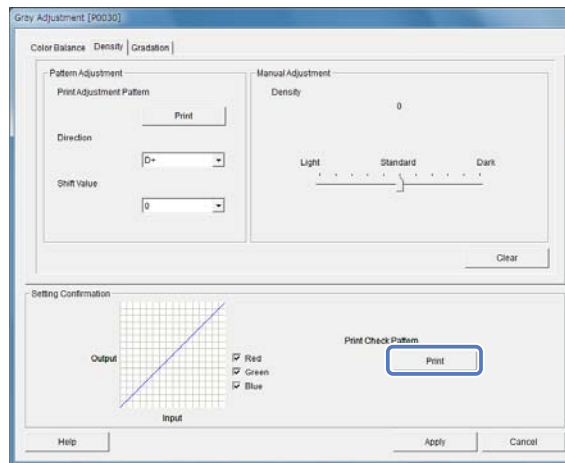 Gray Adjustment [P0030]
Color Balance Density Gradation
Pattern Adjustment
Print Adjustment Pattern
Print
Direction
D+
Shift Value
0
Manual Adjustment
Density
0
Light Standard Dark
Clear
Setting Confirmation
Output
Input
Red
Green
Blue
Print Check Pattern
Print
Help Apply Cancel